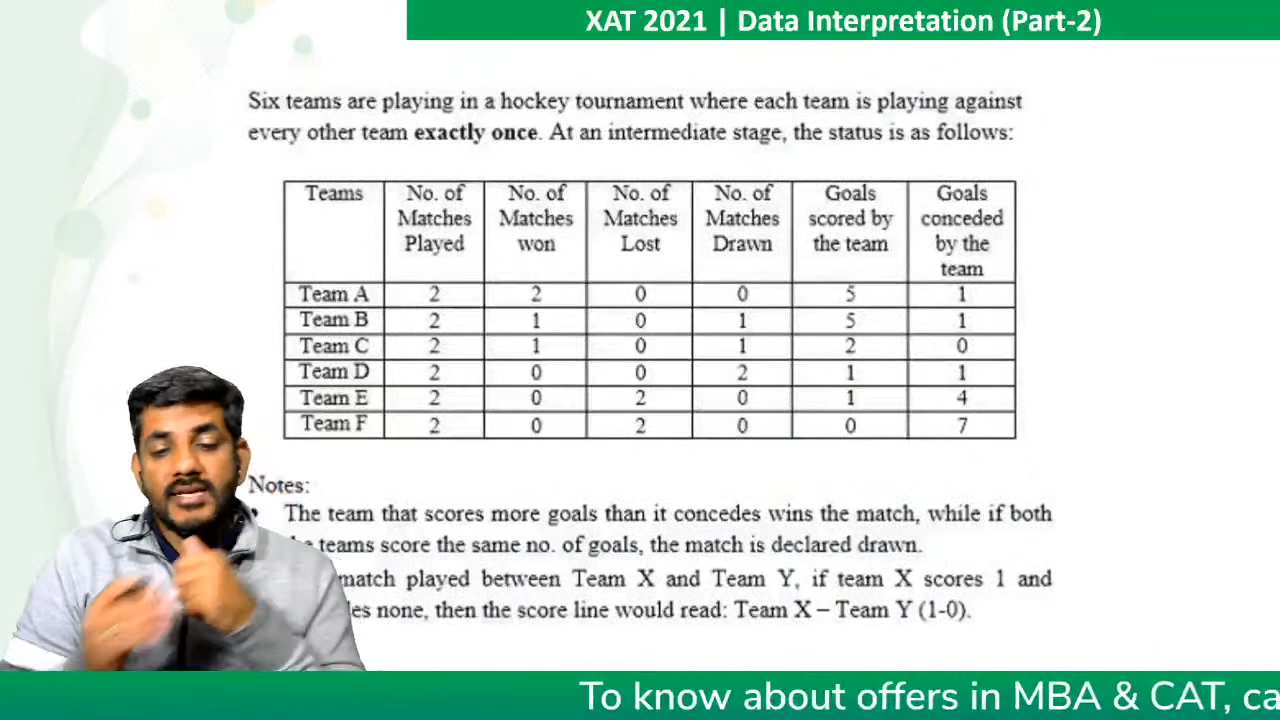 XAT 2021 | Data Interpretation (Part-2)
Six teams are playing in a hockey tournament where each team is playing against
every other team exactly once. At an intermediate stage, the status is as follows:
Teams No. of Matches Played No. of Matches won No. of Matches Lost No. of Matches Drawn Goals scored by the team Goals conceded by the team
Team A 2 2 0 0 5 1
Team B 2 1 0 1 5 1
Team C 2 1 0 1 2 0
Team D 2 0 0 2 1 1
Team E 2 0 2 0 1 4
Team F 2 0 2 0 0 7
Notes:
The team that scores more goals than it concedes wins the match, while if both
teams score the same no. of goals, the match is declared drawn.
match played between Team X and Team Y, if team X scores 1 and
none, then the score line would read: Team X – Team Y (1-0).
To know about offers in MBA & CAT, ca